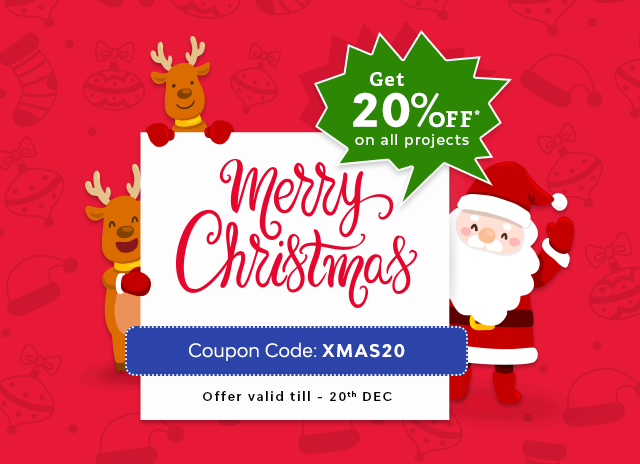 Get
20% OFF*
on all projects
Merry
Christmas
Coupon Code: XMAS20
Offer valid till - 20th DEC